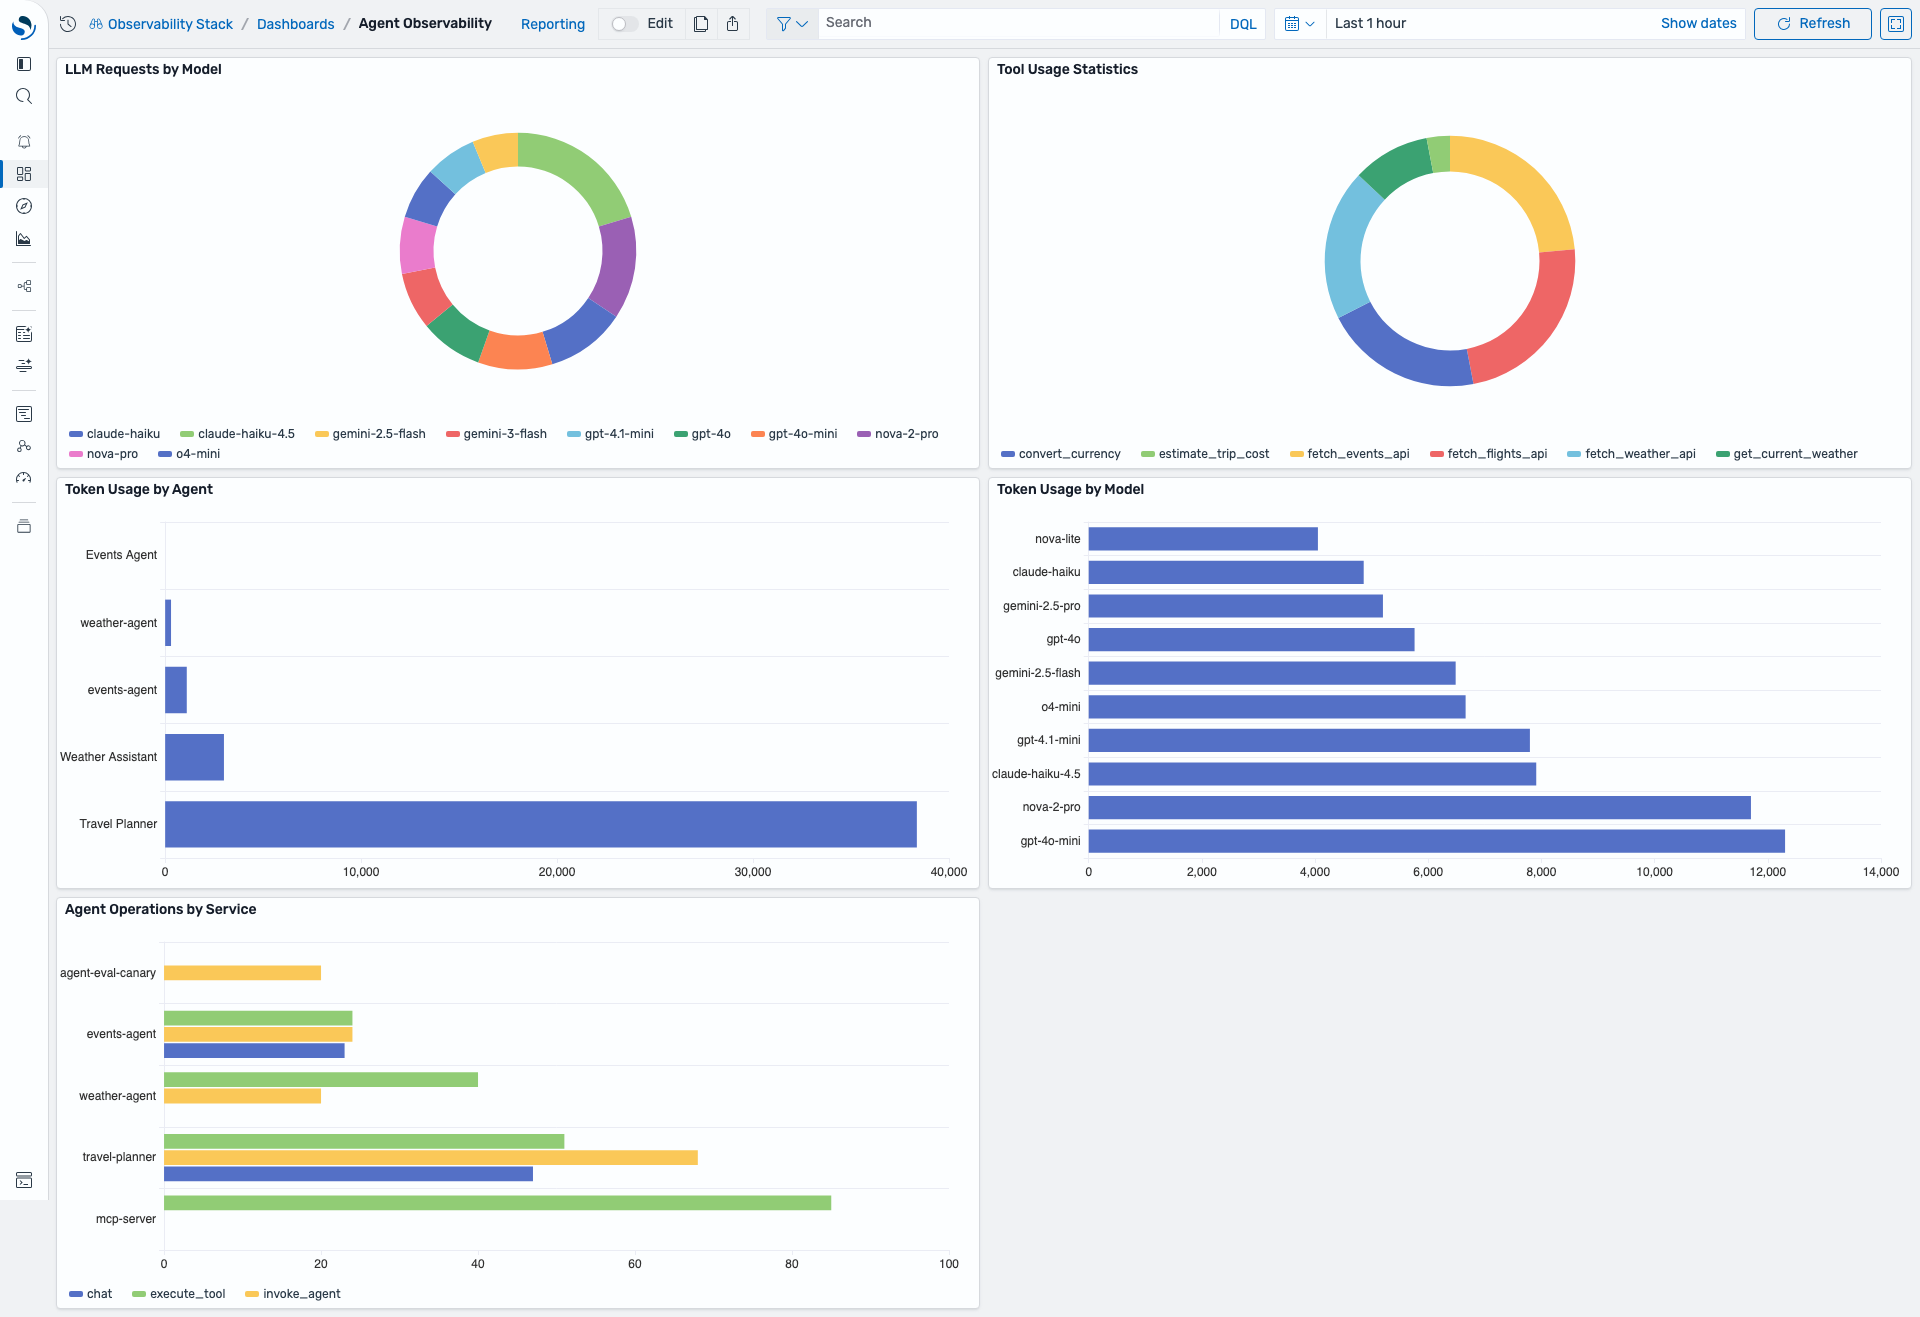 Observability Stack / Dashboards / Agent Observability Reporting Edit Search DQL Last 1 hour Show dates Refresh
LLM Requests by Model
claude-haiku claude-haiku-4.5 gemini-2.5-flash gemini-3-flash gpt-4.1-mini gpt-4o gpt-4o-mini nova-2-pro
nova-pro o4-mini
Tool Usage Statistics
convert_currency estimate_trip_cost fetch_events_api fetch_flights_api fetch_weather_api get_current_weather
Token Usage by Agent
Events Agent
weather-agent
events-agent
Weather Assistant
Travel Planner
0 10,000 20,000 30,000 40,000
Token Usage by Model
nova-lite
claude-haiku
gemini-2.5-pro
gpt-4o
gemini-2.5-flash
o4-mini
gpt-4.1-mini
claude-haiku-4.5
nova-2-pro
gpt-4o-mini
0 2,000 4,000 6,000 8,000 10,000 12,000 14,000
Agent Operations by Service
agent-eval-canary
events-agent
weather-agent
travel-planner
mcp-server
0 20 40 60 80 100
chat execute_tool invoke_agent